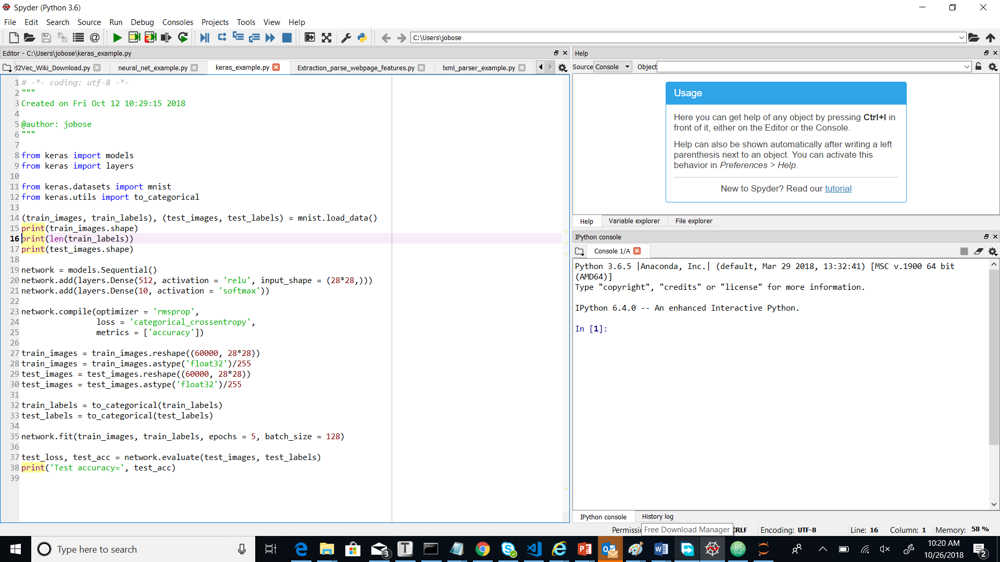 Spyder (Python 3.6)
File Edit Search Source Run Debug Consoles Projects Tools View Help
C:\Users\jobose
Editor - C:\Users\jobose\keras_example.py
d2Vec_Wiki_Download.py neural_net_example.py keras_example.py Extraction_parse_webpage_features.py lxml_parser_example.py
1 # -*- coding: utf-8 -*-
2 """
3 Created on Fri Oct 12 10:29:15 2018
4
5 @author: jobose
6 """
7
8 from keras import models
9 from keras import layers
10
11 from keras.datasets import mnist
12 from keras.utils import to_categorical
13
14 (train_images, train_labels), (test_images, test_labels) = mnist.load_data()
15 print(train_images.shape)
16 print(len(train_labels))
17 print(test_images.shape)
18
19 network = models.Sequential()
20 network.add(layers.Dense(512, activation = 'relu', input_shape = (28*28,)))
21 network.add(layers.Dense(10, activation = 'softmax'))
22
23 network.compile(optimizer = 'rmsprop',
24 loss = 'categorical_crossentropy',
25 metrics = ['accuracy'])
26
27 train_images = train_images.reshape((60000, 28*28))
28 train_images = train_images.astype('float32')/255
29 test_images = test_images.reshape((60000, 28*28))
30 test_images = test_images.astype('float32')/255
31
32 train_labels = to_categorical(train_labels)
33 test_labels = to_categorical(test_labels)
34
35 network.fit(train_images, train_labels, epochs = 5, batch_size = 128)
36
37 test_loss, test_acc = network.evaluate(test_images, test_labels)
38 print('Test accuracy=', test_acc)
39
Help
Source Console Object
Usage
Here you can get help of any object by pressing Ctrl+I in
front of it, either on the Editor or the Console.
Help can also be shown automatically after writing a left
parenthesis next to an object. You can activate this
behavior in Preferences > Help.
New to Spyder? Read our tutorial
Help Variable explorer File explorer
IPython console
Console 1/A
Python 3.6.5 |Anaconda, Inc.| (default, Mar 29 2018, 13:32:41) [MSC v.1900 64 bit
(AMD64)]
Type "copyright", "credits" or "license" for more information.
IPython 6.4.0 -- An enhanced Interactive Python.
In [1]:
IPython console History log
Permissi Free Download Manager CRLF Encoding: UTF-8 Line: 16 Column: 1 Memory: 58 %
Type here to search
3
10:20 AM
10/26/2018
2